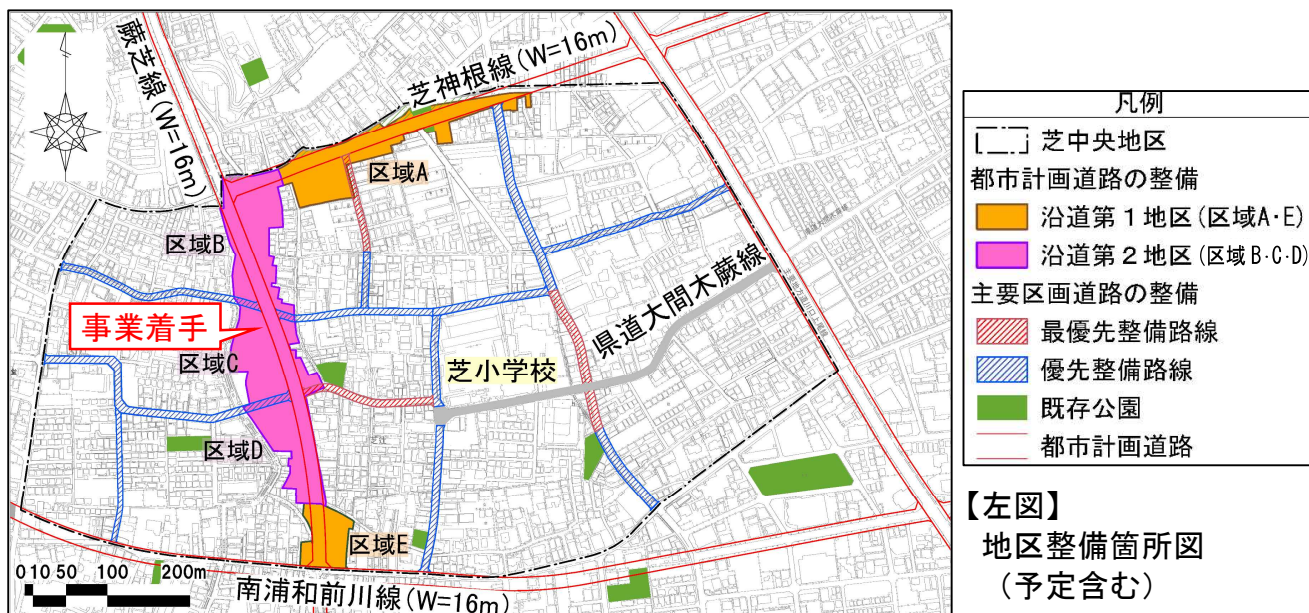 蕨芝線(W=16m)
芝神根線(W=16m)
区域A
区域B
事業着手
区域C
芝小学校
県道大間木蕨線
区域D
区域E
010 50 100 200m
南浦和前川線(W=16m)
凡例
芝中央地区
都市計画道路の整備
沿道第1地区(区域A・E)
沿道第2地区(区域B・C・D)
主要区画道路の整備
最優先整備路線
優先整備路線
既存公園
都市計画道路
【左図】
地区整備箇所図
(予定含む)